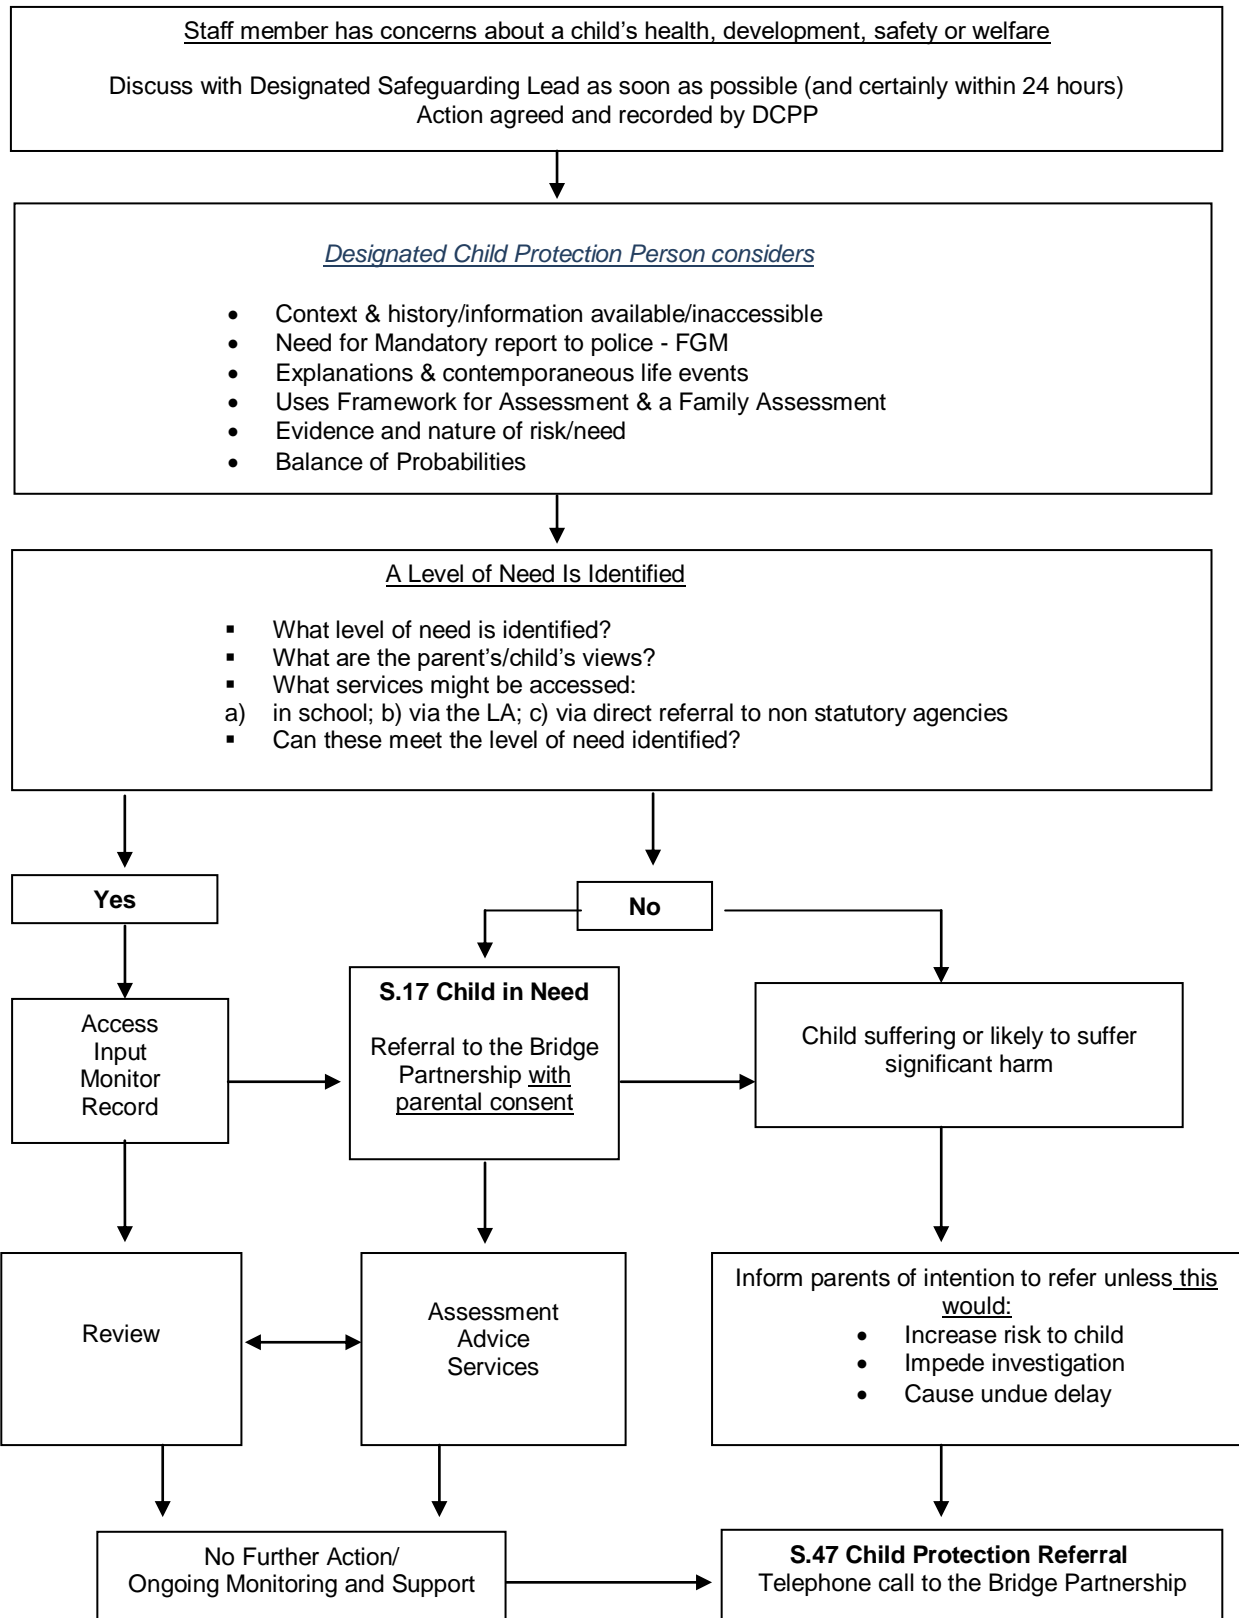 Staff member has concerns about a child's health, development, safety or welfare
Discuss with Designated Safeguarding Lead as soon as possible (and certainly within 24 hours)
Action agreed and recorded by DCPP
Designated Child Protection Person considers
• Context & history/information available/inaccessible
• Need for Mandatory report to police - FGM
• Explanations & contemporaneous life events
• Uses Framework for Assessment & a Family Assessment
• Evidence and nature of risk/need
• Balance of Probabilities
A Level of Need Is Identified
▪ What level of need is identified?
▪ What are the parent's/child's views?
▪ What services might be accessed:
a) in school; b) via the LA; c) via direct referral to non statutory agencies
▪ Can these meet the level of need identified?
Yes
No
Access
Input
Monitor
Record
S.17 Child in Need
Referral to the Bridge
Partnership with
parental consent
Child suffering or likely to suffer
significant harm
Review
Assessment
Advice
Services
Inform parents of intention to refer unless this
would:
• Increase risk to child
• Impede investigation
• Cause undue delay
No Further Action/
Ongoing Monitoring and Support
S.47 Child Protection Referral
Telephone call to the Bridge Partnership